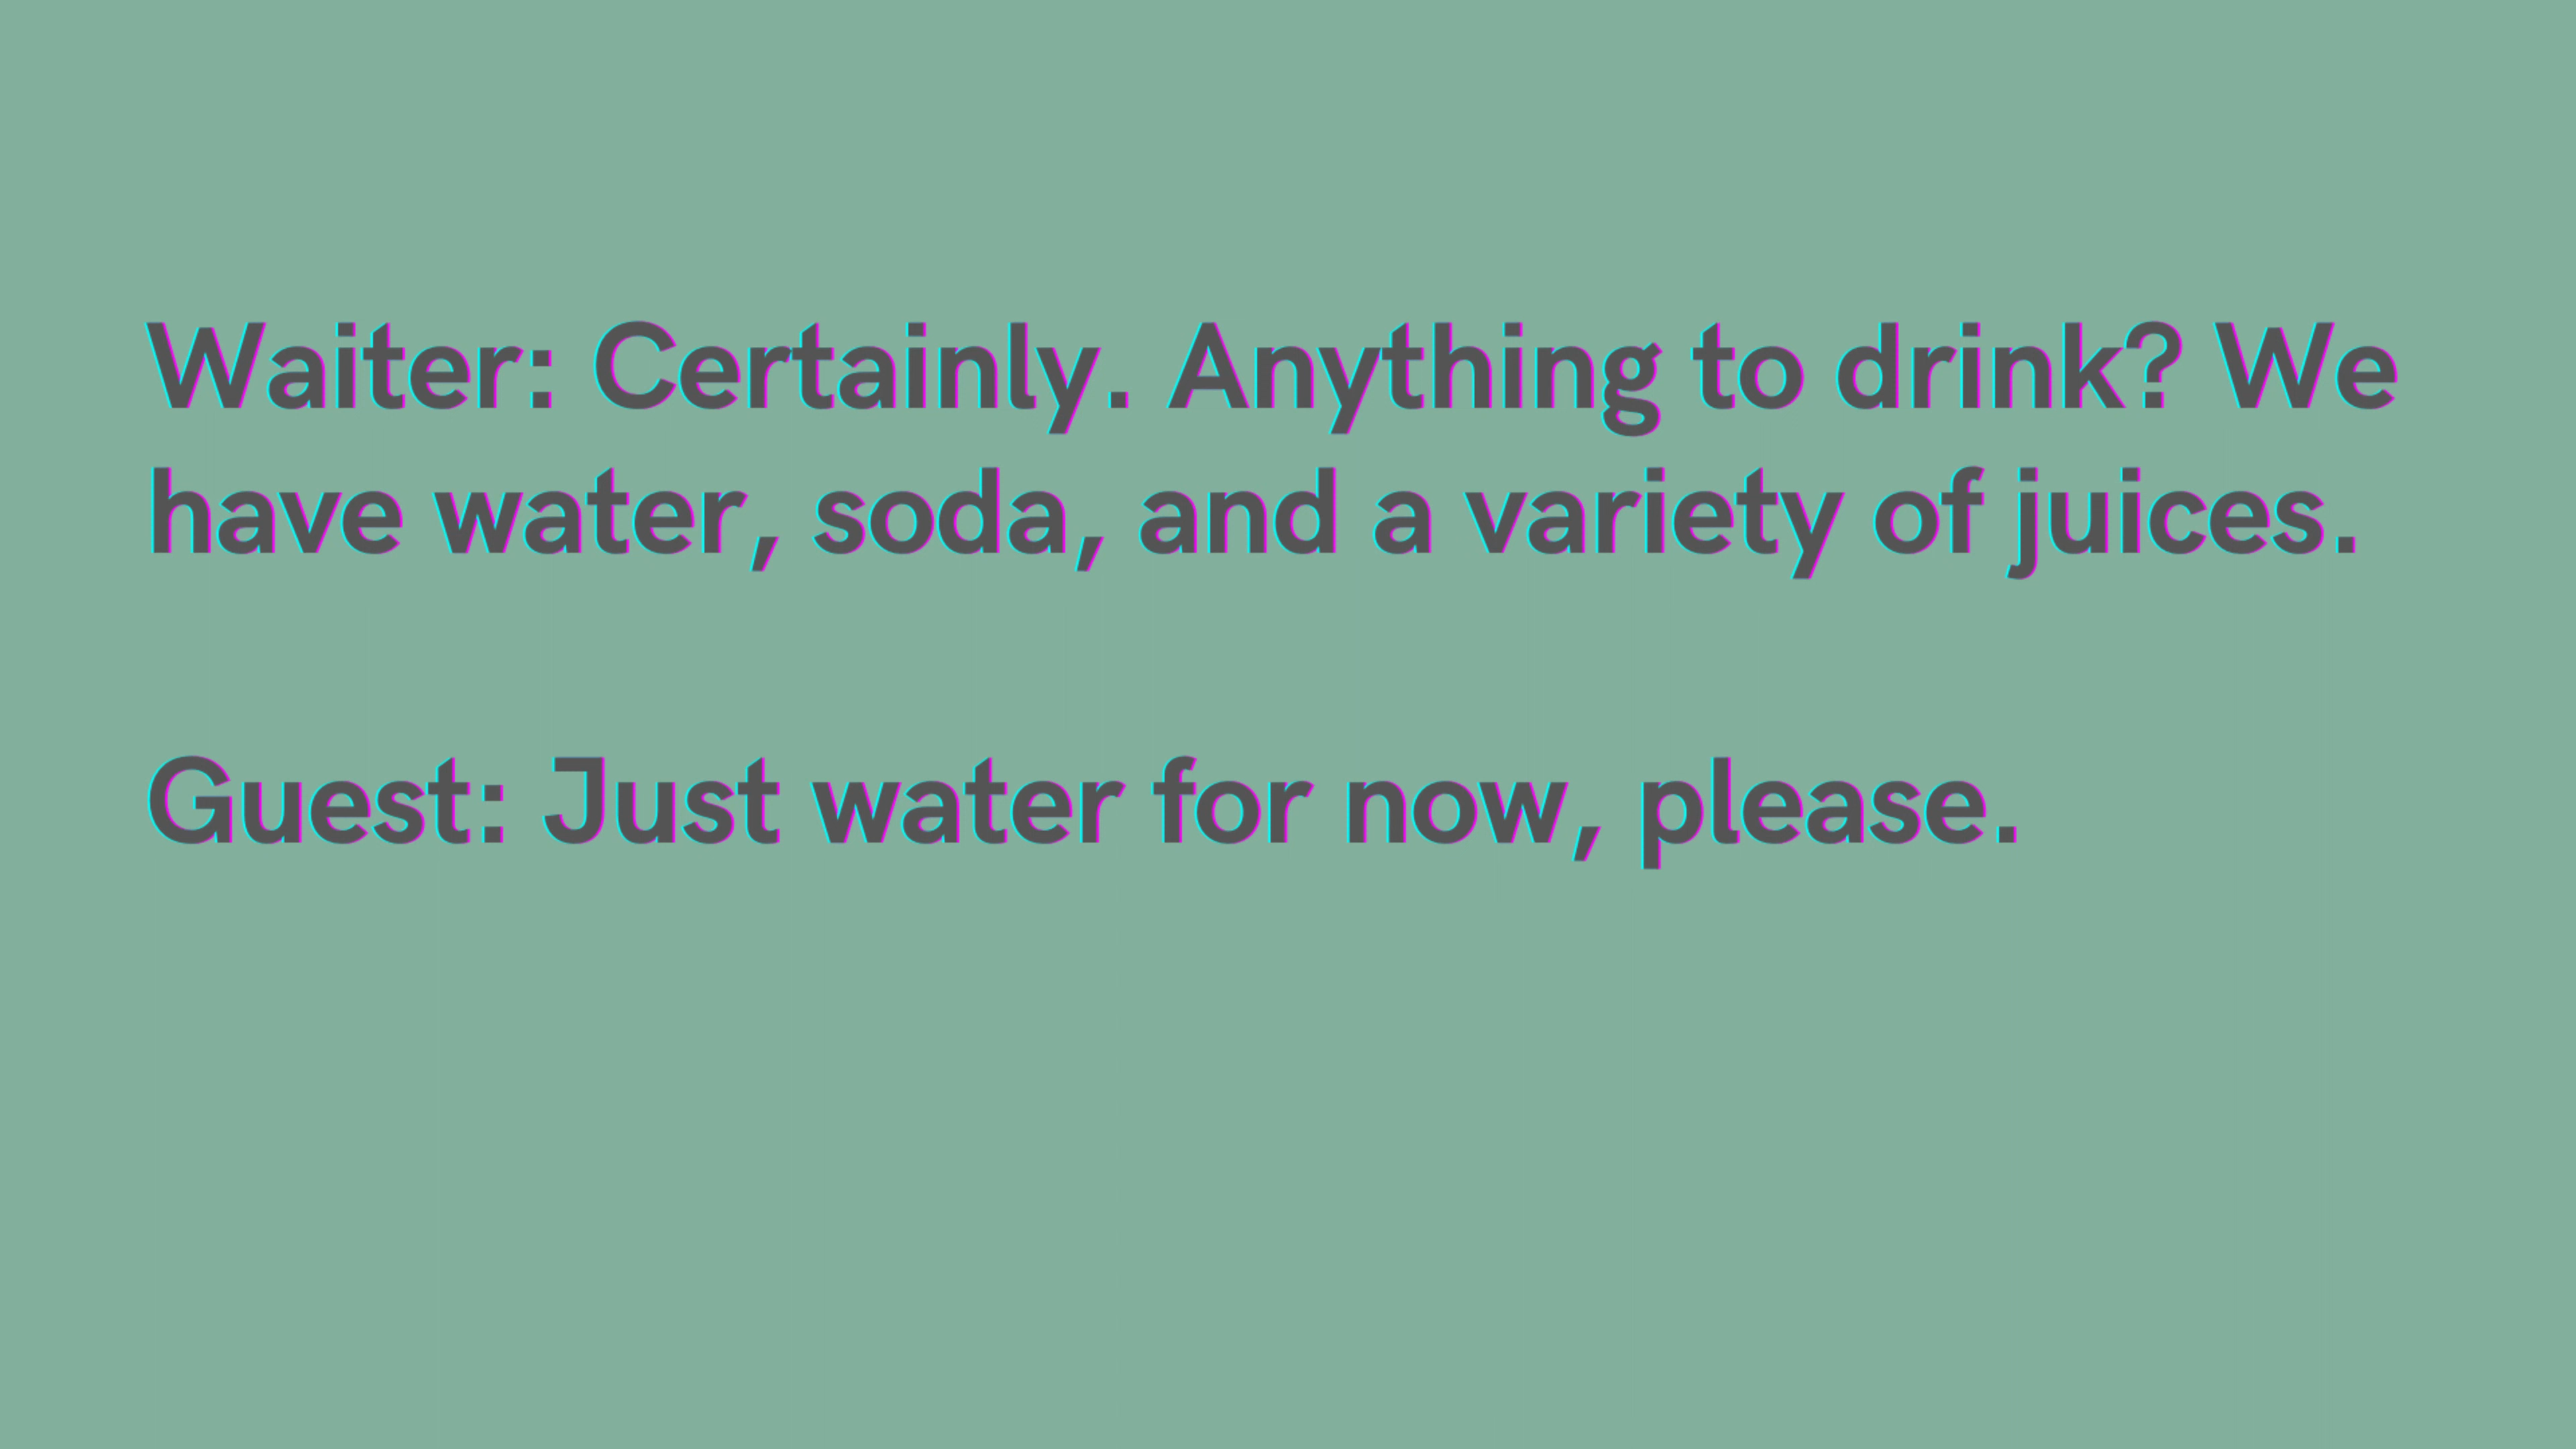 Waiter: Certainly. Anything to drink? We
have water, soda, and a variety of juices.
Guest: Just water for now, please.